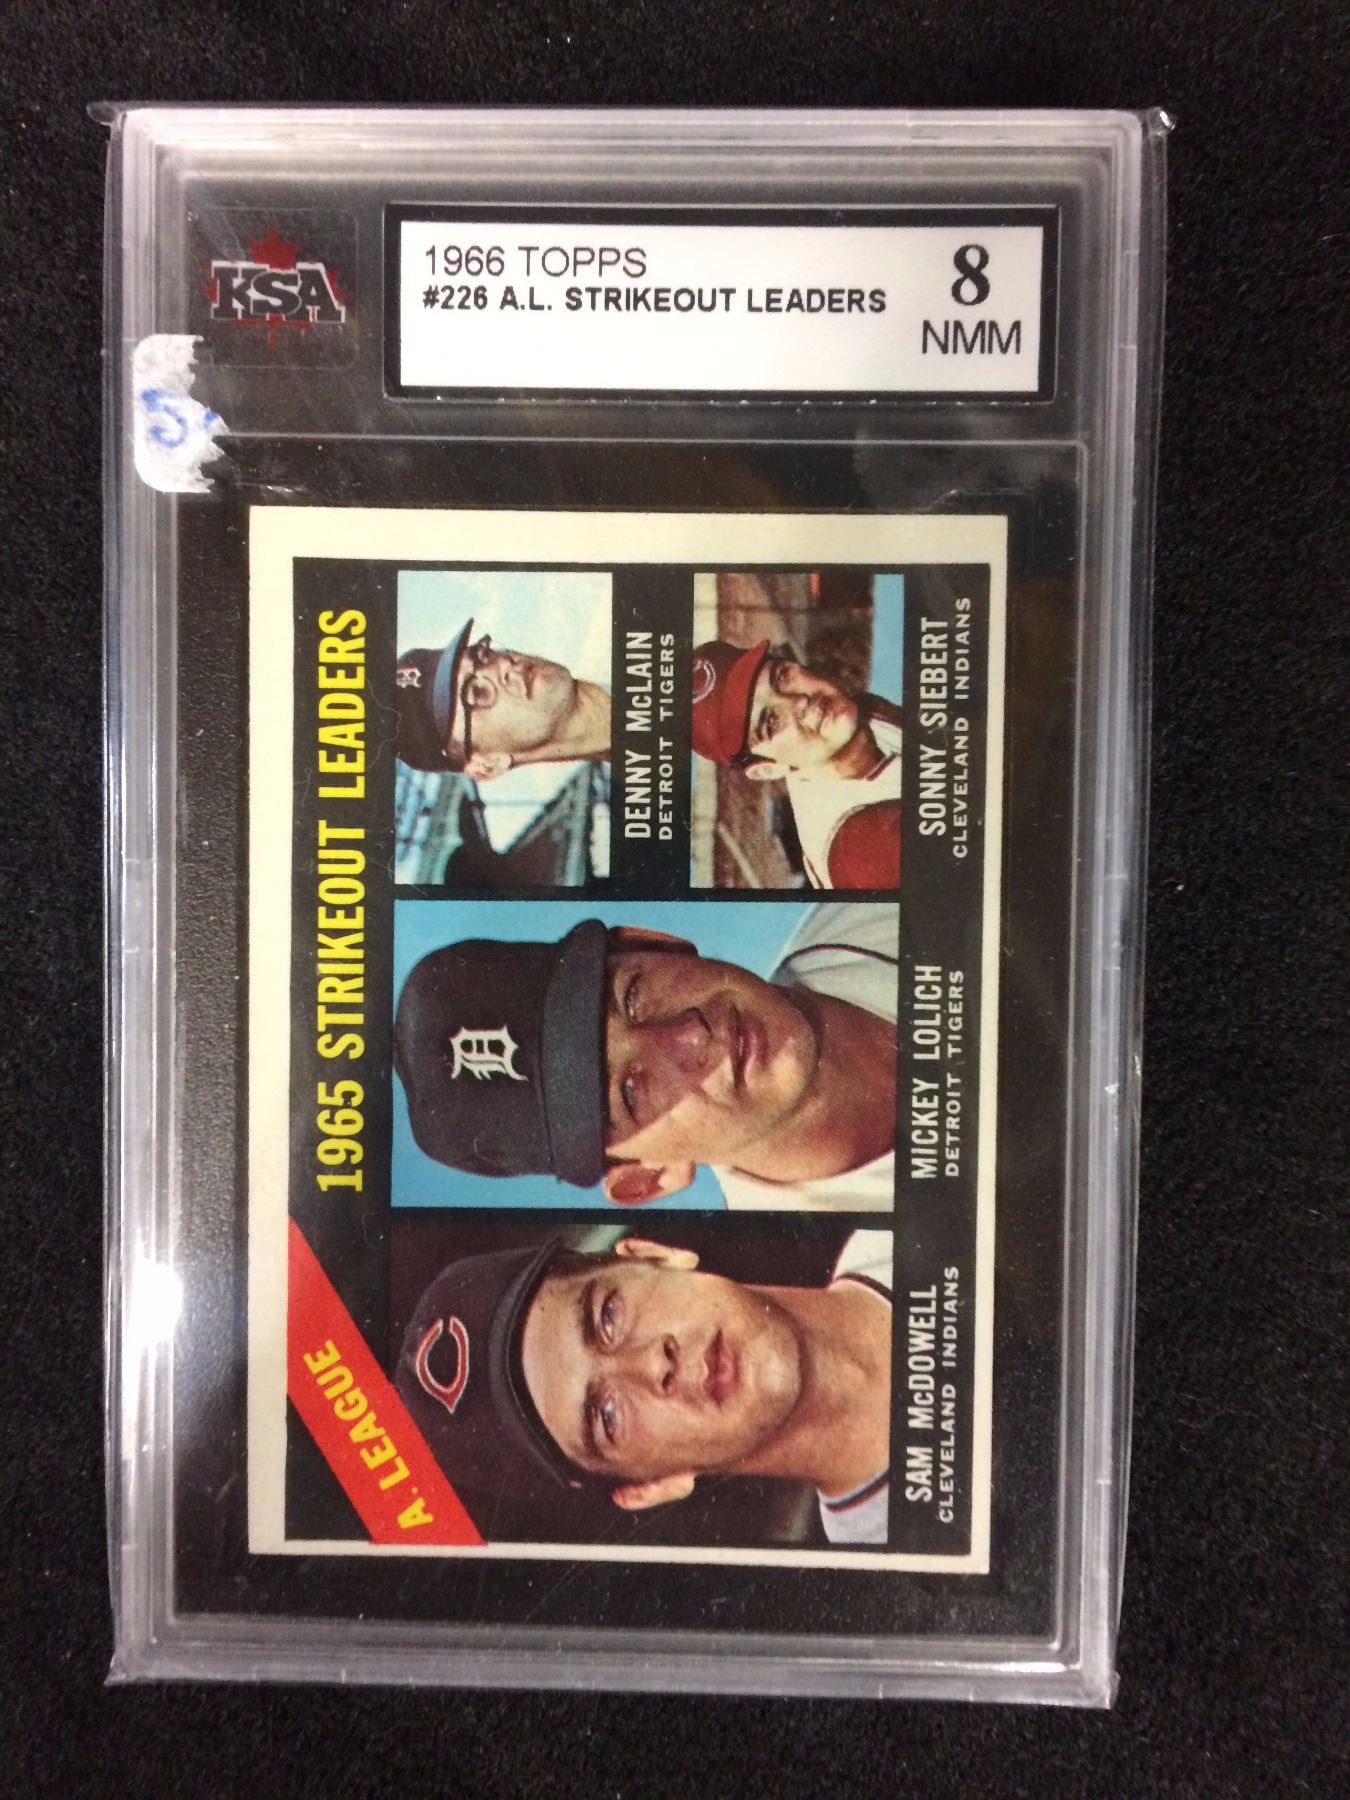 KSA
1966 TOPPS
#226 A.L. STRIKEOUT LEADERS
8
NMM
A. LEAGUE
1965 STRIKEOUT LEADERS
SAM McDOWELL
CLEVELAND INDIANS
MICKEY LOLICH
DETROIT TIGERS
DENNY McLAIN
DETROIT TIGERS
SONNY SIEBERT
CLEVELAND INDIANS